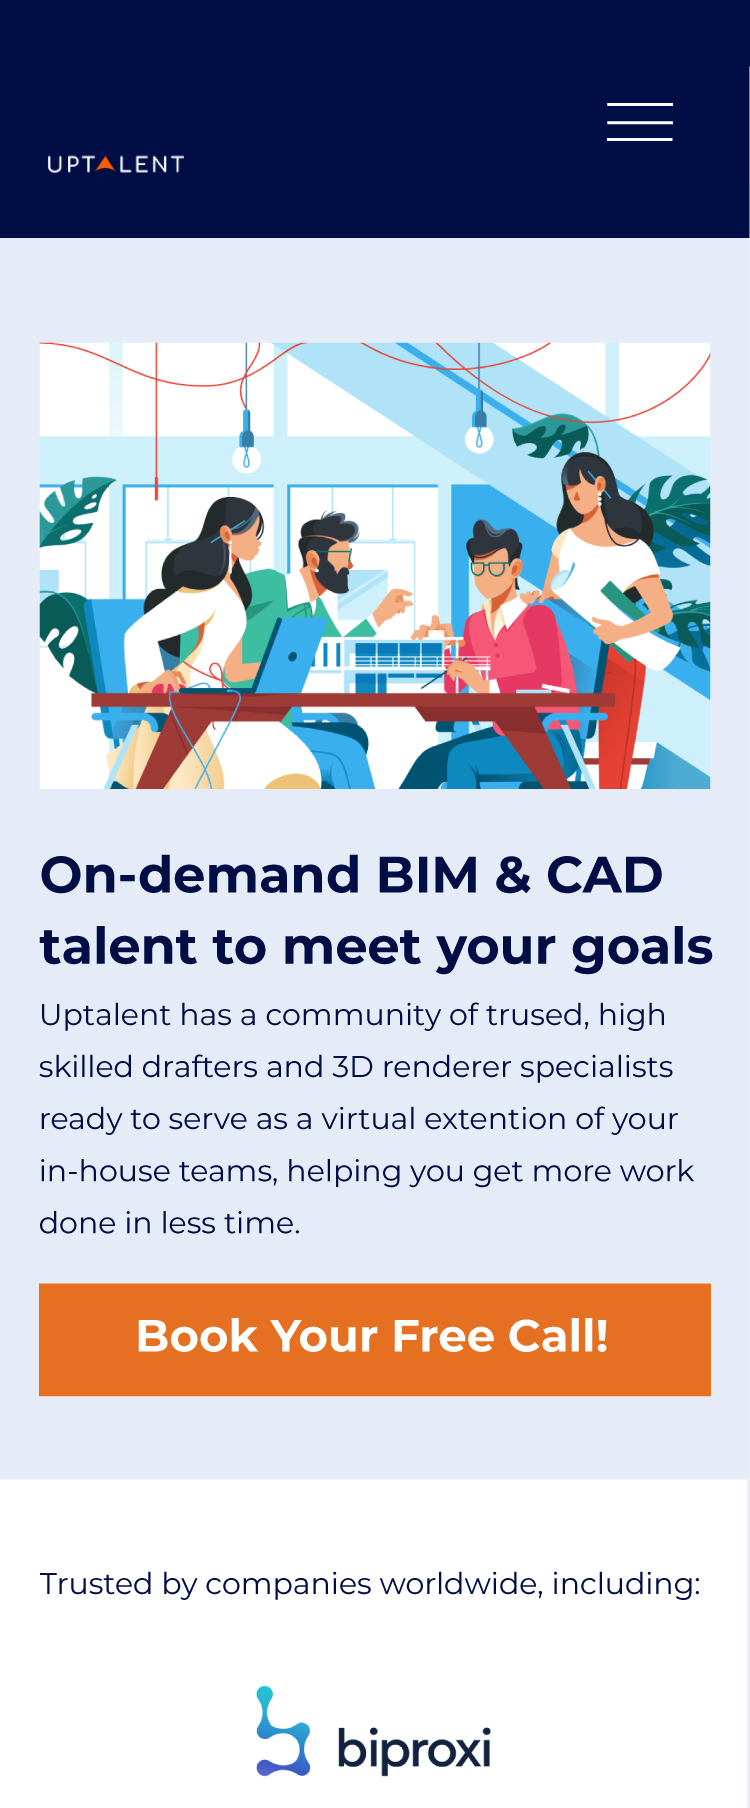 UPTALENT
On-demand BIM & CAD
talent to meet your goals
Uptalent has a community of trused, high
skilled drafters and 3D renderer specialists
ready to serve as a virtual extention of your
in-house teams, helping you get more work
done in less time.
Book Your Free Call!
Trusted by companies worldwide, including:
biproxi